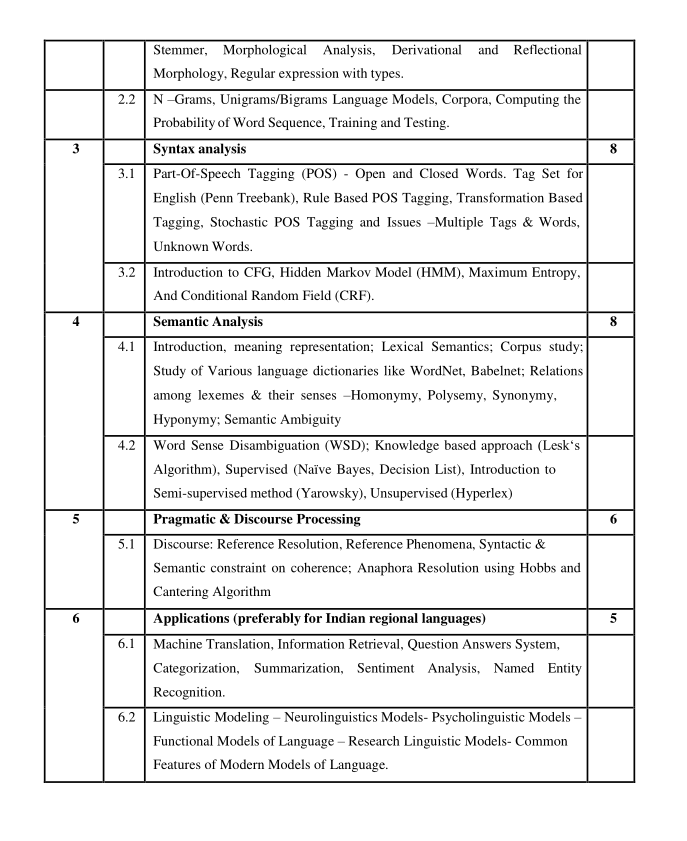 Stemmer, Morphological Analysis, Derivational and Reflectional
Morphology, Regular expression with types.
2.2 N –Grams, Unigrams/Bigrams Language Models, Corpora, Computing the
Probability of Word Sequence, Training and Testing.
3 Syntax analysis 8
3.1 Part-Of-Speech Tagging (POS) - Open and Closed Words. Tag Set for
English (Penn Treebank), Rule Based POS Tagging, Transformation Based
Tagging, Stochastic POS Tagging and Issues –Multiple Tags & Words,
Unknown Words.
3.2 Introduction to CFG, Hidden Markov Model (HMM), Maximum Entropy,
And Conditional Random Field (CRF).
4 Semantic Analysis 8
4.1 Introduction, meaning representation; Lexical Semantics; Corpus study;
Study of Various language dictionaries like WordNet, Babelnet; Relations
among lexemes & their senses –Homonymy, Polysemy, Synonymy,
Hyponymy; Semantic Ambiguity
4.2 Word Sense Disambiguation (WSD); Knowledge based approach (Lesk‘s
Algorithm), Supervised (Naïve Bayes, Decision List), Introduction to
Semi-supervised method (Yarowsky), Unsupervised (Hyperlex)
5 Pragmatic & Discourse Processing 6
5.1 Discourse: Reference Resolution, Reference Phenomena, Syntactic &
Semantic constraint on coherence; Anaphora Resolution using Hobbs and
Cantering Algorithm
6 Applications (preferably for Indian regional languages) 5
6.1 Machine Translation, Information Retrieval, Question Answers System,
Categorization, Summarization, Sentiment Analysis, Named Entity
Recognition.
6.2 Linguistic Modeling – Neurolinguistics Models- Psycholinguistic Models –
Functional Models of Language – Research Linguistic Models- Common
Features of Modern Models of Language.